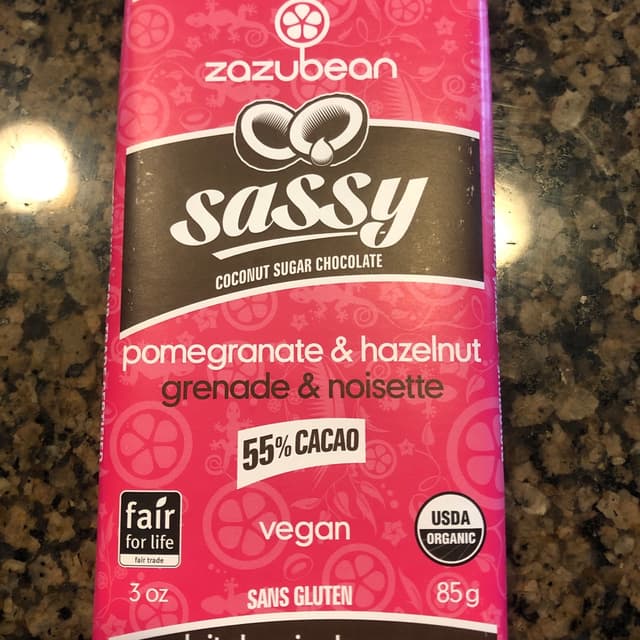 zazubean
sassy
COCONUT SUGAR CHOCOLATE
pomegranate & hazelnut
grenade & noisette
55% CACAO
fair
for life
fair trade
vegan
USDA
ORGANIC
3 oz
SANS GLUTEN
85g